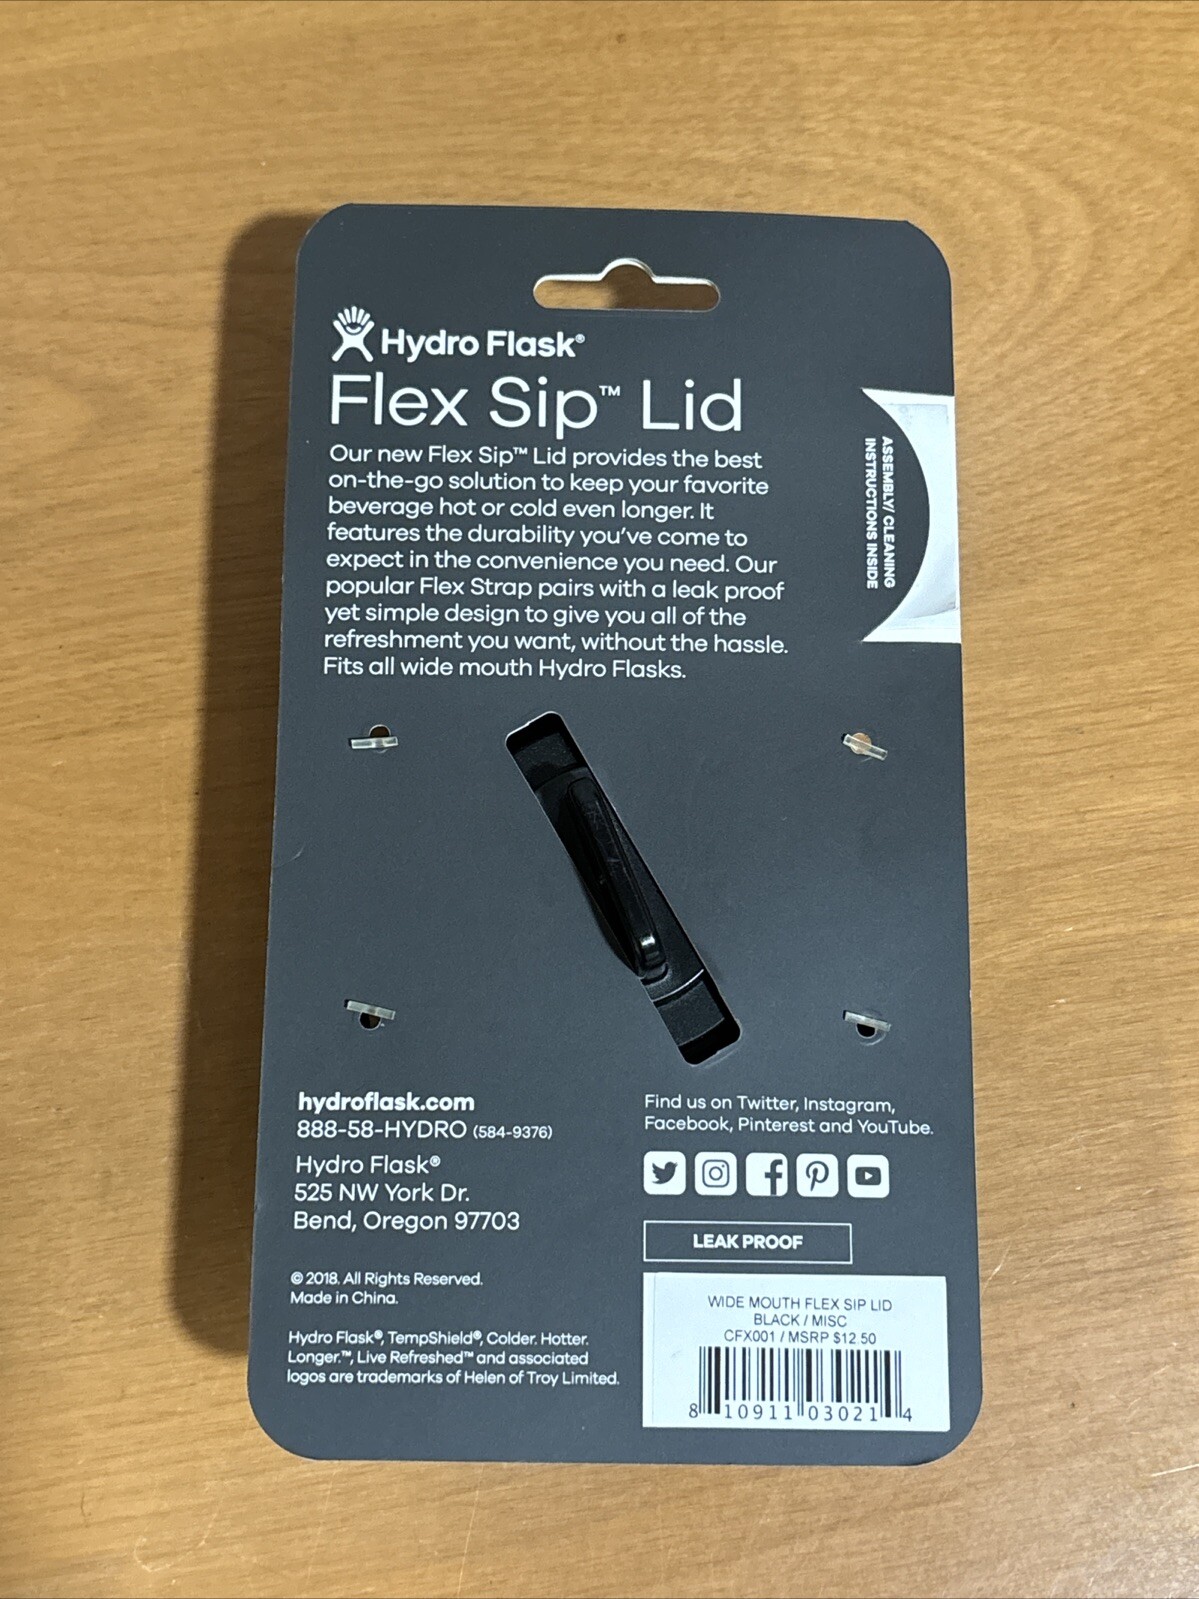 Hydro Flask®
Flex Sip™ Lid
Our new Flex Sip™ Lid provides the best
on-the-go solution to keep your favorite
beverage hot or cold even longer. It
features the durability you've come to
expect in the convenience you need. Our
popular Flex Strap pairs with a leak proof
yet simple design to give you all of the
refreshment you want, without the hassle.
Fits all wide mouth Hydro Flasks.
ASSEMBLY/ CLEANING
INSTRUCTIONS INSIDE
hydroflask.com
888-58-HYDRO (584-9376)
Hydro Flask®
525 NW York Dr.
Bend, Oregon 97703
© 2018. All Rights Reserved.
Made in China.
Hydro Flask®, TempShield®, Colder. Hotter.
Longer.™, Live Refreshed™ and associated
logos are trademarks of Helen of Troy Limited.
Find us on Twitter, Instagram,
Facebook, Pinterest and YouTube.
LEAK PROOF
WIDE MOUTH FLEX SIP LID
BLACK / MISC
CFX001 / MSRP $12.50
8 10911 03021 4